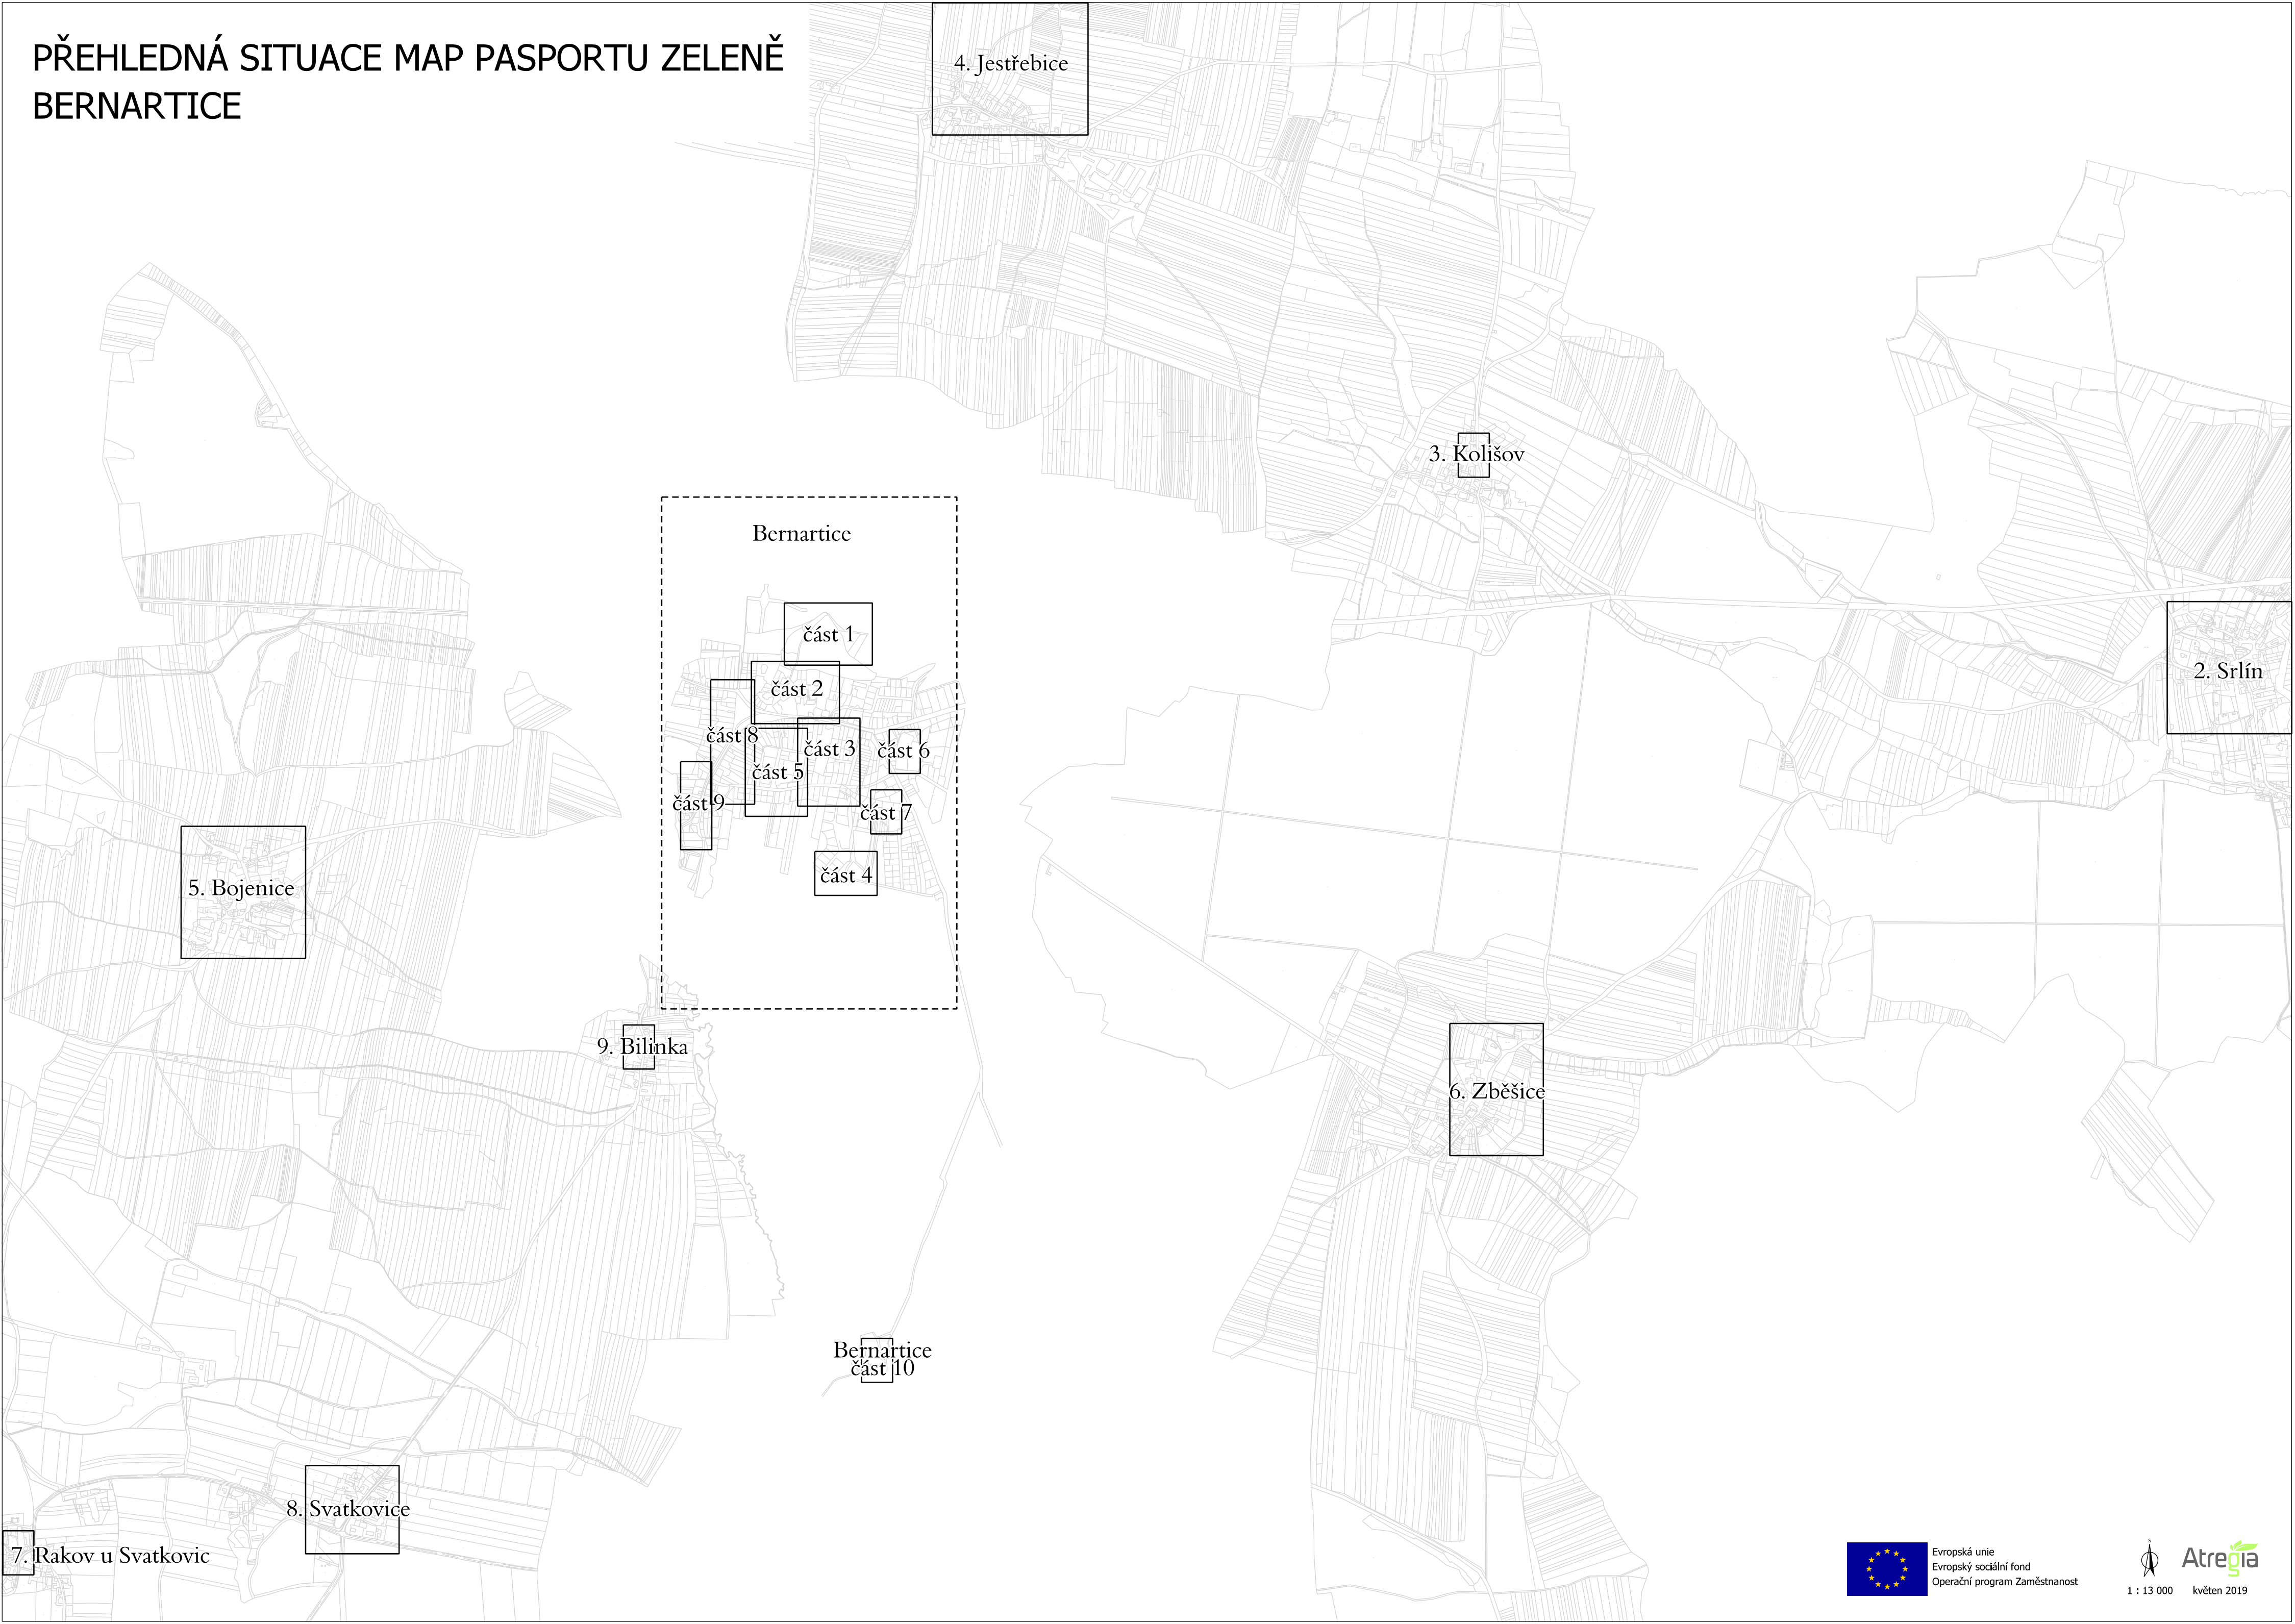 PŘEHLEDNÁ SITUACE MAP PASPORTU ZELENĚ
BERNARTICE
4. Jestřebice
3. Kolišov
Bernartice
část 1
část 2
část 8
část 3
část 6
část 5
část 9
část 7
část 4
2. Srlín
5. Bojenice
9. Bilinka
6. Zběšice
Bernartice
část 10
8. Svatkovice
7. Rakov u Svatkovic
Evropská unie
Evropský sociální fond
Operační program Zaměstnanost
S
1 : 13 000
Atregia
květen 2019